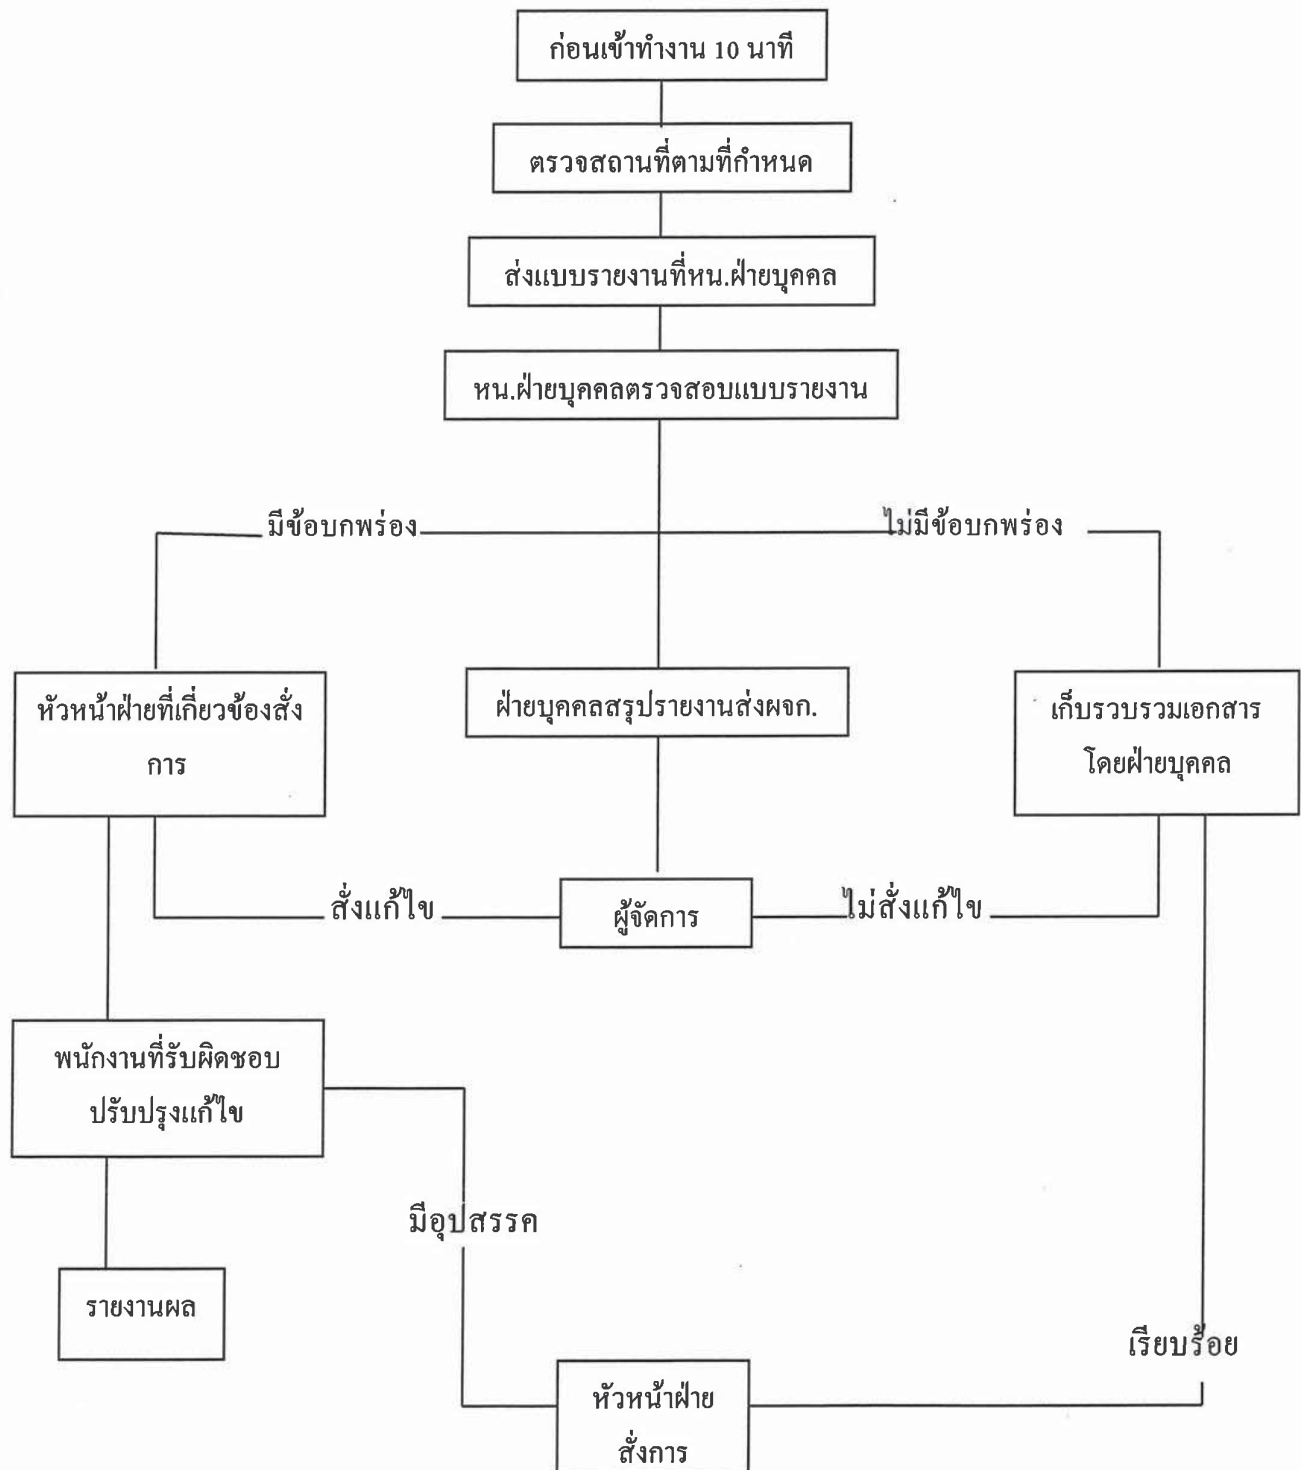 ก่อนเข้าทำงาน 10 นาที
ตรวจสถานที่ตามที่กำหนด
ส่งแบบรายงานที่หน.ฝ่ายบุคคล
หน.ฝ่ายบุคคลตรวจสอบแบบรายงาน
มีข้อบกพร่อง
ไม่มีข้อบกพร่อง
หัวหน้าฝ่ายที่เกี่ยวข้องสั่ง
การ
ฝ่ายบุคคลสรุปรายงานส่งผจก.
เก็บรวบรวมเอกสาร
โดยฝ่ายบุคคล
สั่งแก้ไข
ผู้จัดการ
ไม่สั่งแก้ไข
พนักงานที่รับผิดชอบ
ปรับปรุงแก้ไข
มีอุปสรรค
รายงานผล
เรียบร้อย
หัวหน้าฝ่าย
สั่งการ